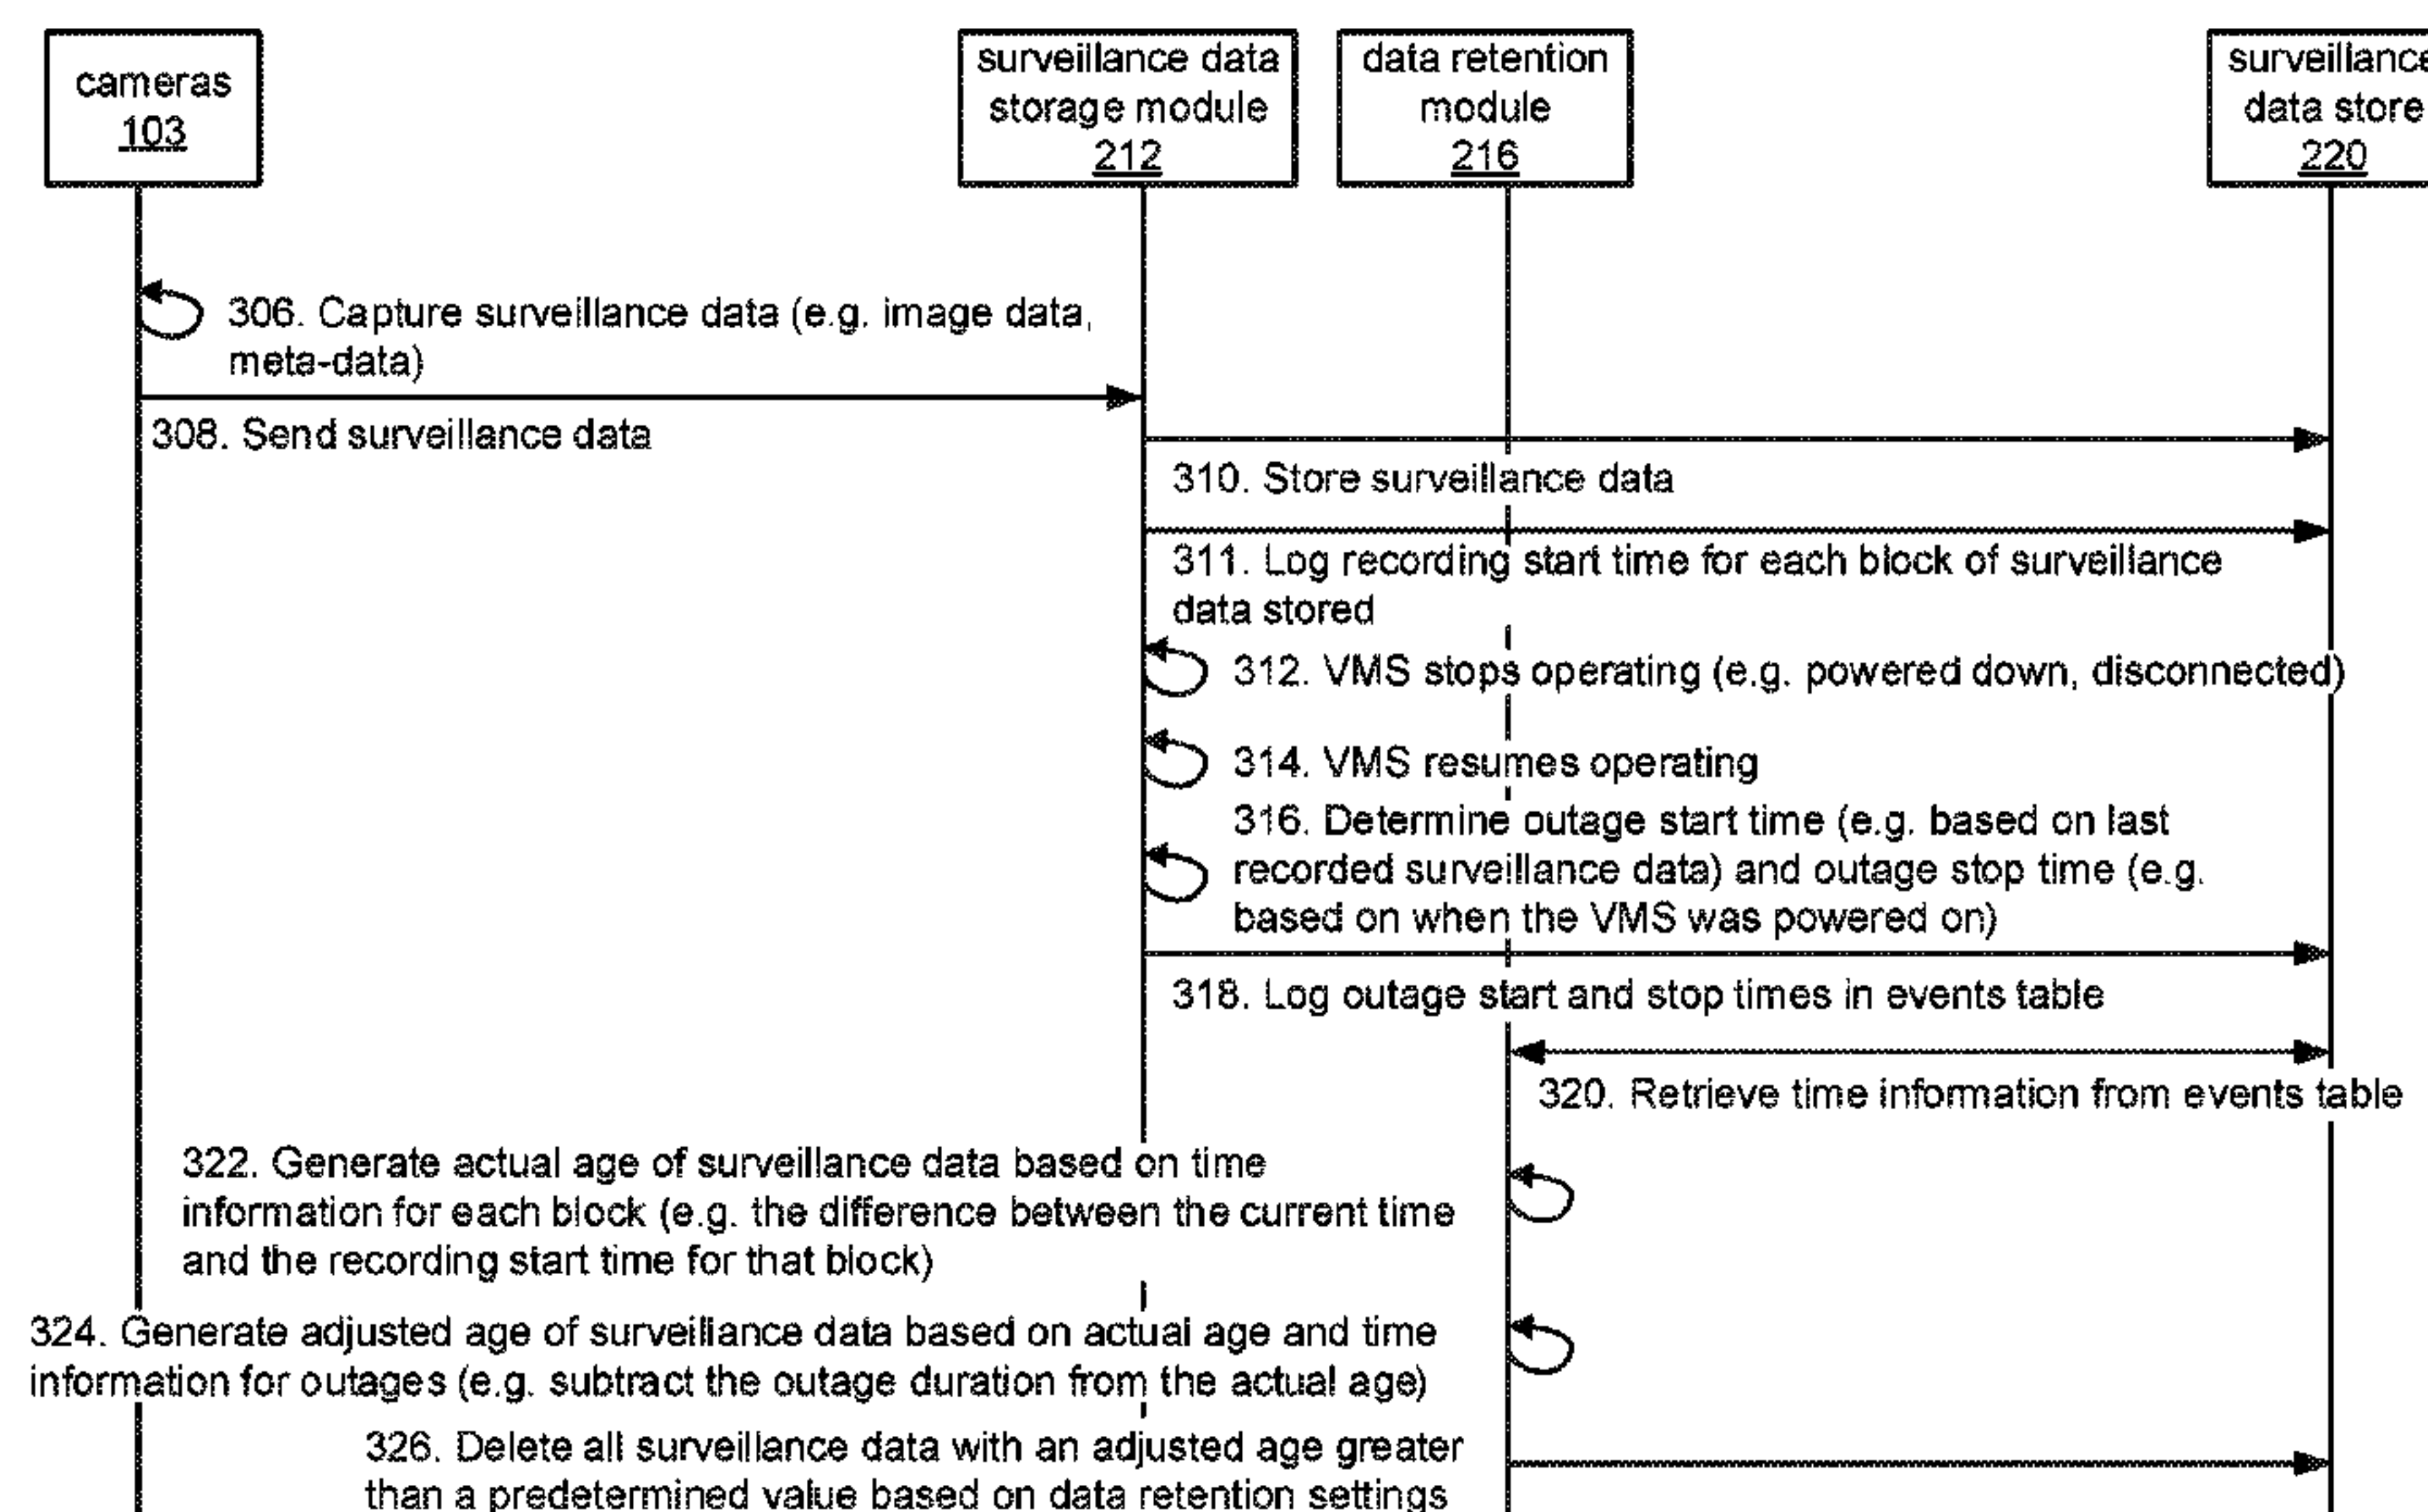 cameras
103
surveillance data
storage module
212
data retention
module
216
surveillance
data store
220
306. Capture surveillance data (e.g. image data,
meta-data)
308. Send surveillance data
310. Store surveillance data
311. Log recording start time for each block of surveillance
data stored
312. VMS stops operating (e.g. powered down, disconnected)
314. VMS resumes operating
316. Determine outage start time (e.g. based on last
recorded surveillance data) and outage stop time (e.g.
based on when the VMS was powered on)
318. Log outage start and stop times in events table
320. Retrieve time information from events table
322. Generate actual age of surveillance data based on time
information for each block (e.g. the difference between the current time
and the recording start time for that block)
324. Generate adjusted age of surveillance data based on actual age and time
information for outages (e.g. subtract the outage duration from the actual age)
326. Delete all surveillance data with an adjusted age greater
than a predetermined value based on data retention settings